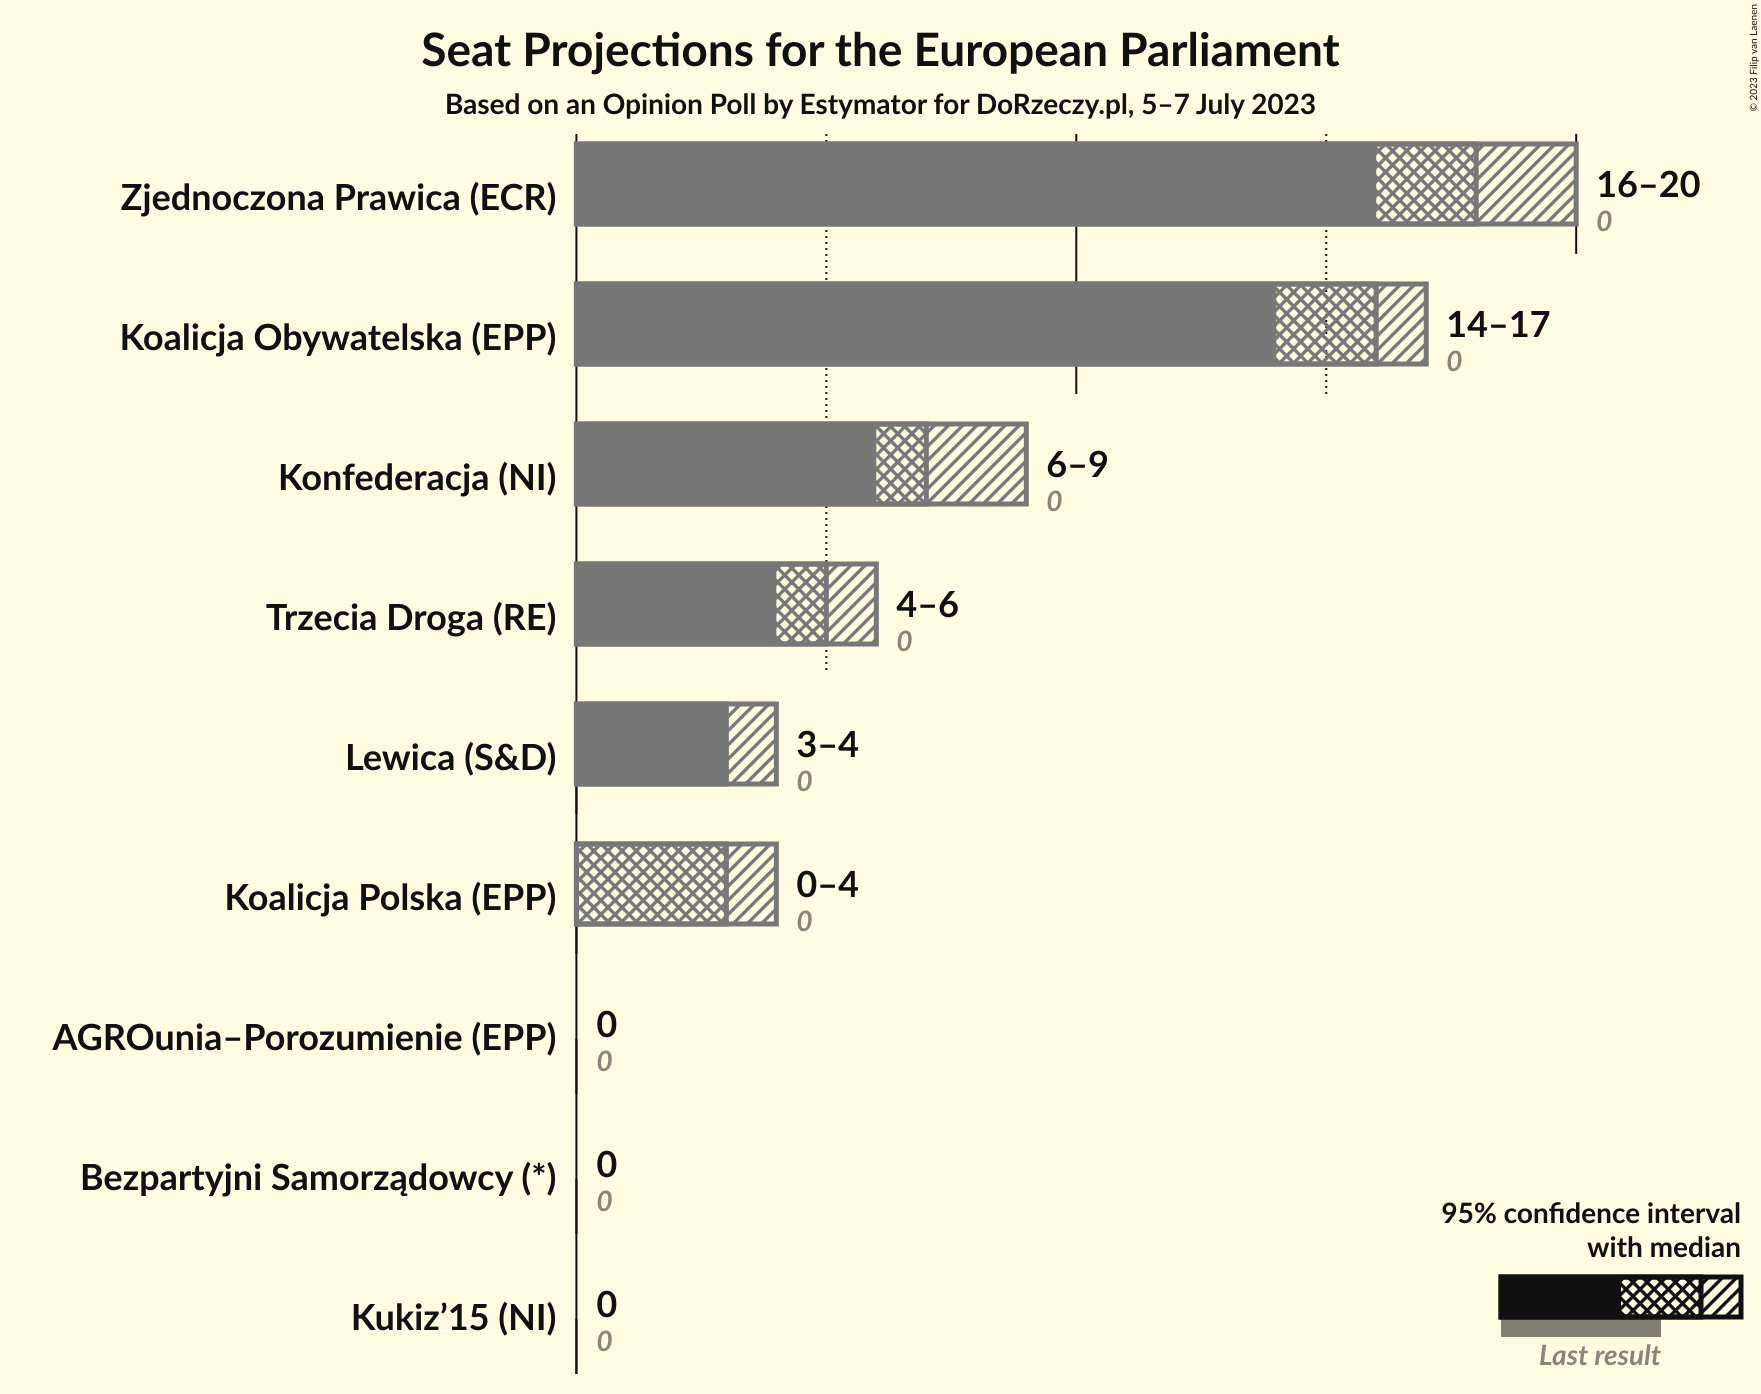 Seat Projections for the European Parliament
Based on an Opinion Poll by Estymator for DoRzeczy.pl, 5–7 July 2023
© 2023 Filip van Laenen
Zjednoczona Prawica (ECR)
16–20
0
Koalicja Obywatelska (EPP)
14–17
0
Konfederacja (NI)
6–9
0
Trzecia Droga (RE)
4–6
0
Lewica (S&D)
3–4
0
Koalicja Polska (EPP)
0–4
0
AGROunia–Porozumienie (EPP)
0
0
Bezpartyjni Samorządowcy (*)
0
0
Kukiz’15 (NI)
0
0
95% confidence interval
with median
Last result